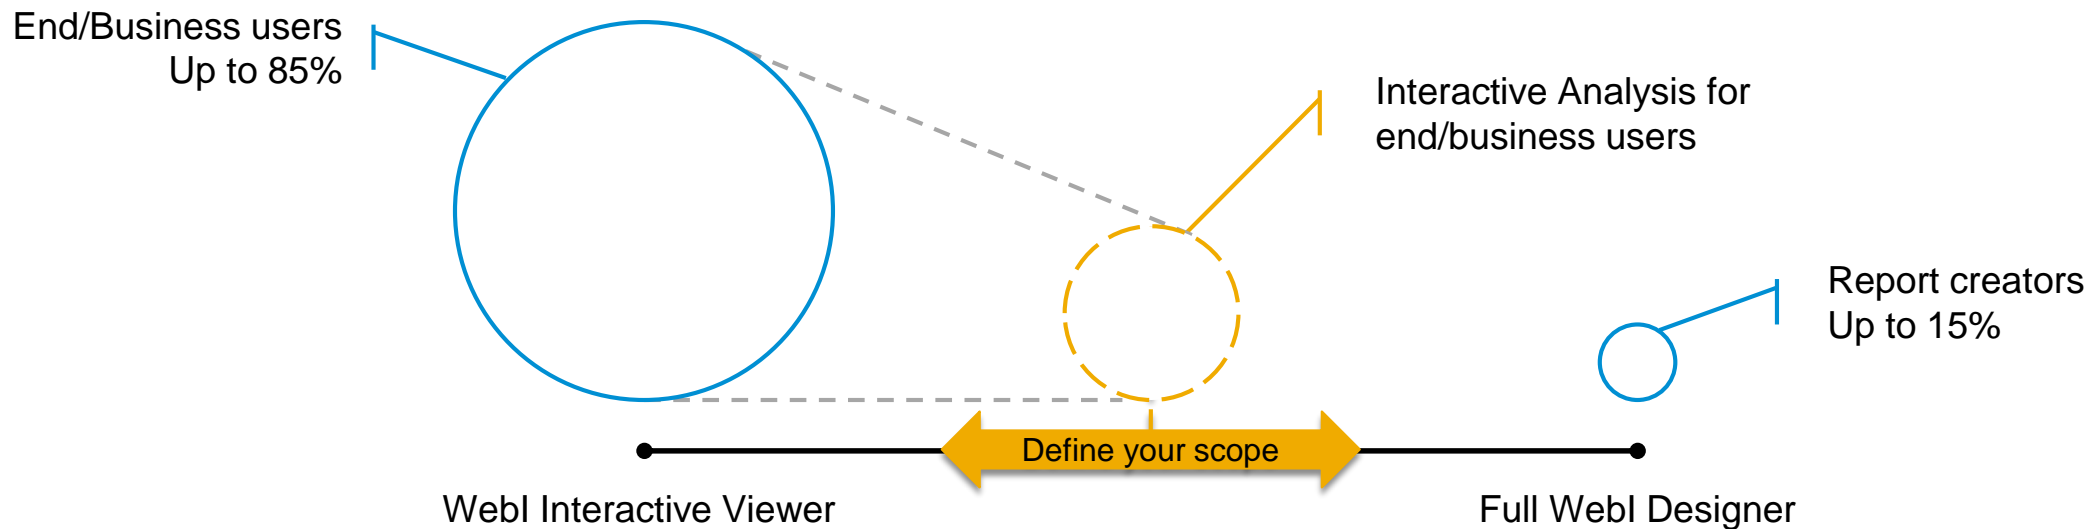 End/Business users
Up to 85%
Interactive Analysis for
end/business users
Report creators
Up to 15%
Define your scope
WebI Interactive Viewer
Full WebI Designer